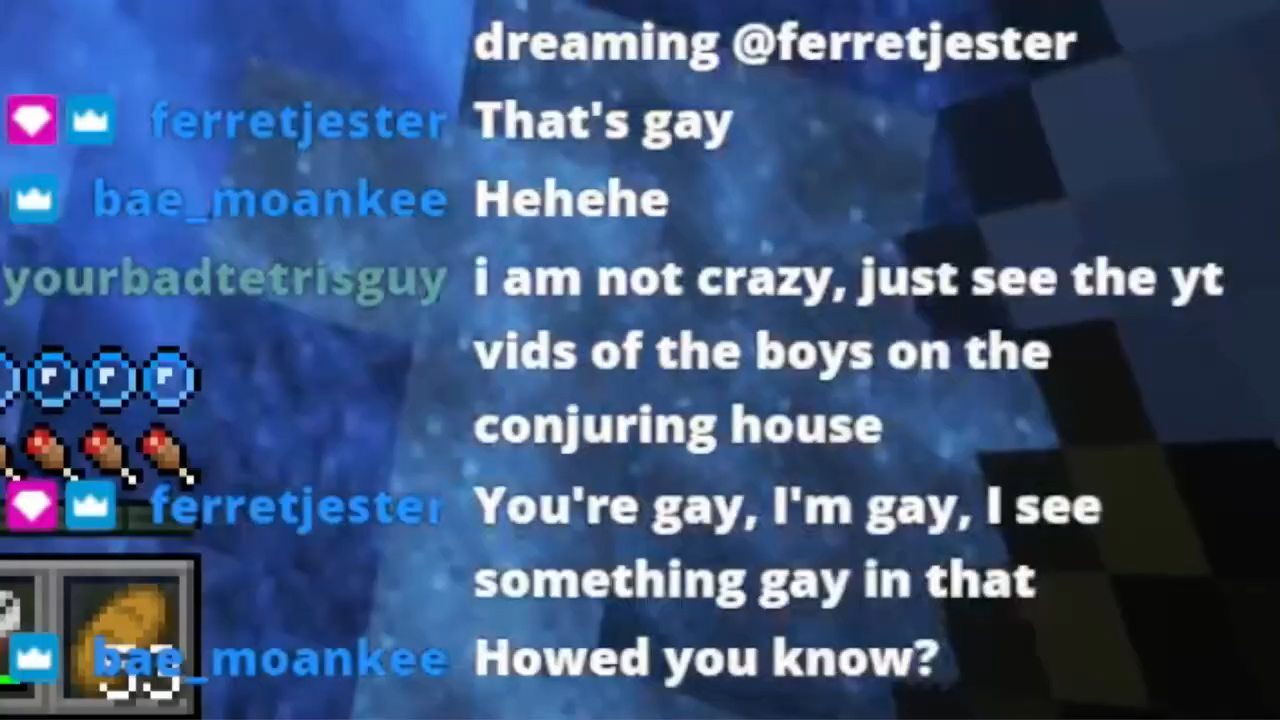 dreaming @ferretjester
ferretjester That's gay
bae_moankee Hehehe
yourbadtetrisguy i am not crazy, just see the yt
vids of the boys on the
conjuring house
ferretjester You're gay, I'm gay, I see
something gay in that
bae_moankee Howed you know?